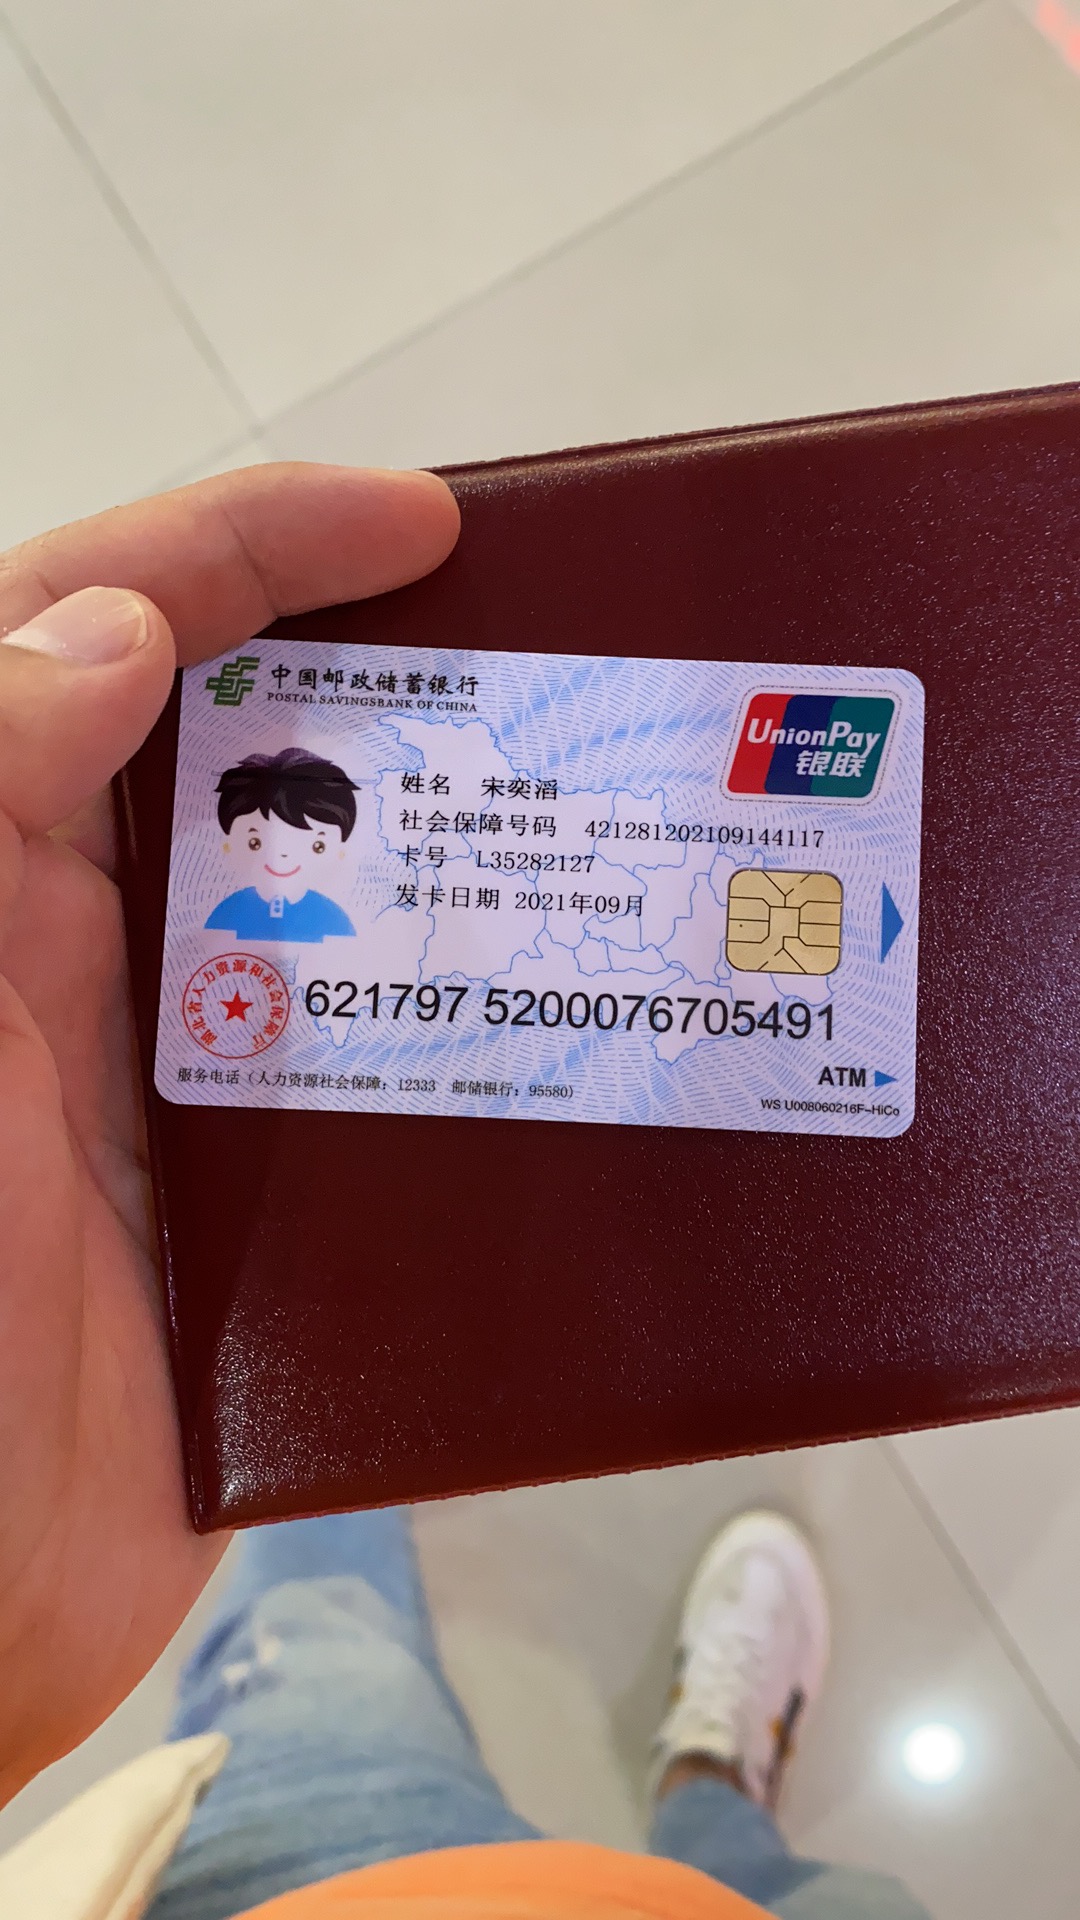 中国邮政储蓄银行
POSTAL SAVINGSBANK OF CHINA
UnionPay
银联
姓名 宋奕滔
社会保障号码 421281202109144117
卡号 L35282127
发卡日期 2021年09月
湖北省人力资源和社会保障厅
621797 5200076705491
ATM
服务电话（人力资源社会保障：12333 邮储银行：95580）
WS U008060216F-HiCo